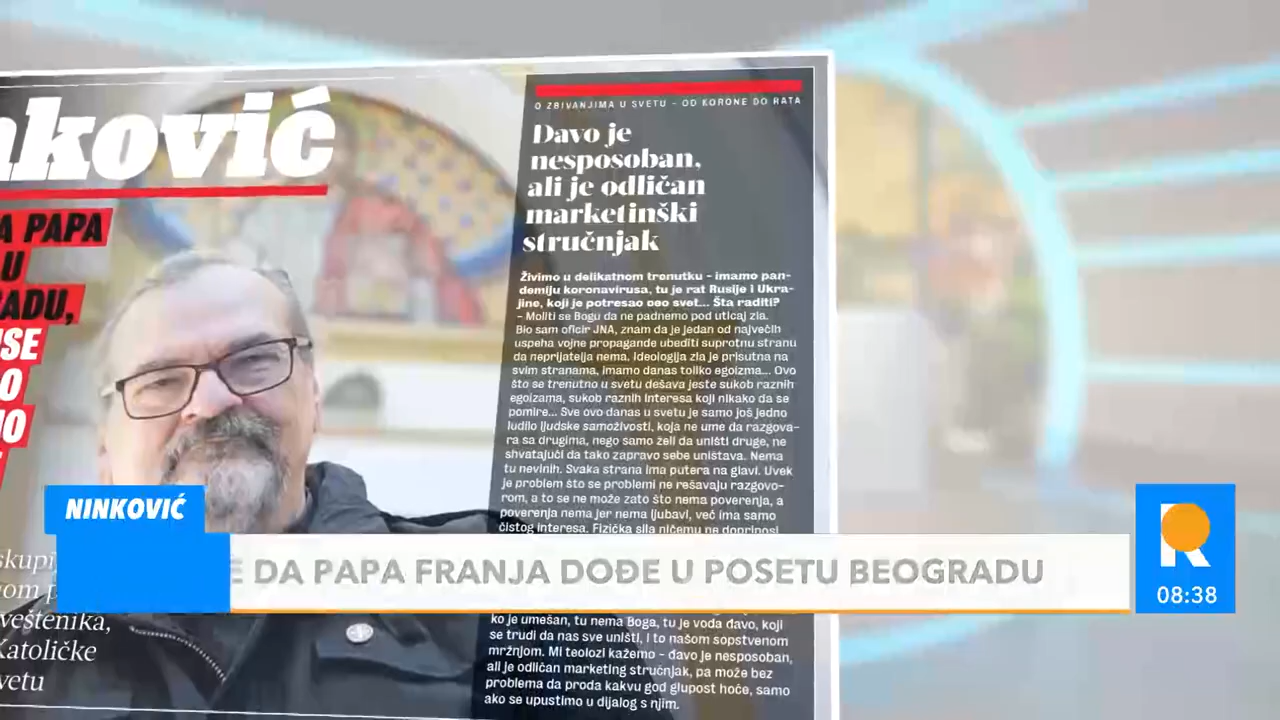 nković
A PAPA
U
ADU,
SE
O
NO
O ZBIVANJIMA U SVETU - OD KORONE DO RATA
Davo je
nesposoban,
ali je odličan
marketinški
stručnjak
Živimo u delikatnom trenutku - imamo pan-
demiju koronavirusa, tu je rat Rusije i Ukra-
jine, koji je potresao ceo svet... Šta raditi?
- Moliti se Bogu da ne padnemo pod uticaj zla.
Bio sam oficir JNA, znam da je jedan od najvećih
uspeha vojne propagande ubediti suprotnu stranu
da neprijatelja nema. Ideologija zla je prisutna na
svim stranama, imamo danas toliko egoizma... Ovo
što se trenutno u svetu dešava jeste sukob raznih
egoizama, sukob raznih interesa koji nikako da se
pomire... Sve ovo danas u svetu je samo još jedno
ludilo ljudske samoživosti, koja ne ume da razgova-
ra sa drugima, nego samo želi da uništi druge, ne
shvatajući da tako zapravo sebe uništava. Nema
tu nevinih. Svaka strana ima putera na glavi. Uvek
je problem što se problemi ne rešavaju razgovo-
rom, a to se ne može zato što nema poverenja, a
poverenja nema jer nema ljubavi, već ima samo
čistog interesa. Fizička sila ničemu ne doprinosi
ko je umešan, tu nema Boga, tu je vođa đavo, koji
se trudi da nas sve uništi, i to našom sopstvenom
mržnjom. Mi teolozi kažemo - đavo je nesposoban,
ali je odličan marketing stručnjak, pa može bez
problema da proda kakvu god glupost hoće, samo
ako se upustimo u dijalog s njim.
skupi
nom p
veštenika,
Katoličke
svetu
NINKOVIĆ
E DA PAPA FRANJA DOĐE U POSETU BEOGRADU
R
08:38